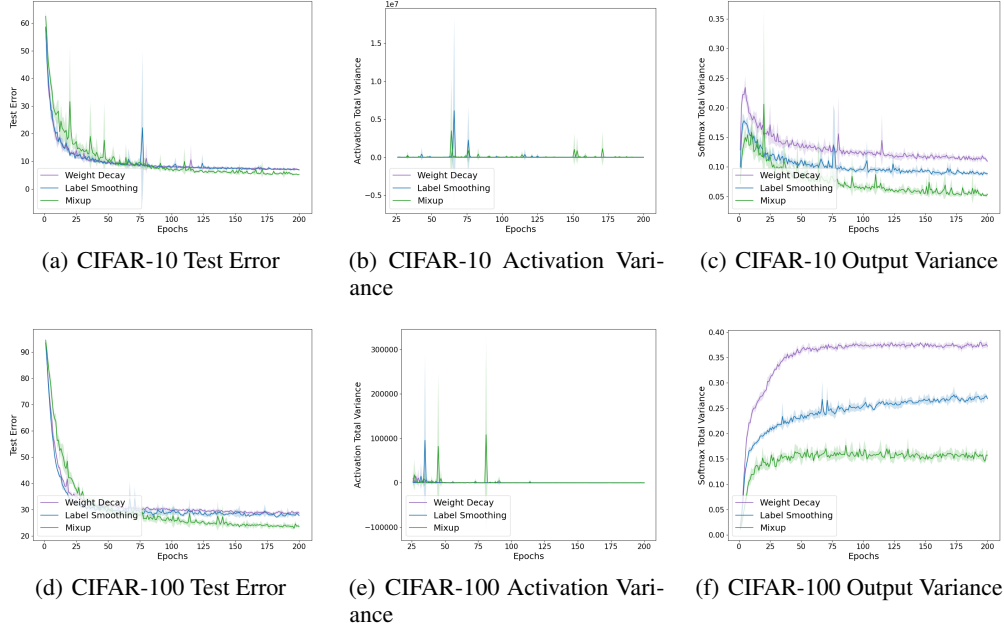 60
50
40
30
20
10
0
Test Error
Weight Decay
Label Smoothing
Mixup
1 25 50 75 100 125 150 175 200
Epochs
(a) CIFAR-10 Test Error
1e7
1.5
1.0
0.5
0.0
−0.5
Activation Total Variance
Weight Decay
Label Smoothing
Mixup
25 50 75 100 125 150 175 200
Epochs
(b) CIFAR-10 Activation Vari-
ance
0.35
0.30
0.25
0.20
0.15
0.10
0.05
Softmax Total Variance
Weight Decay
Label Smoothing
Mixup
1 25 50 75 100 125 150 175 200
Epochs
(c) CIFAR-10 Output Variance
90
80
70
60
50
40
30
20
Test Error
Weight Decay
Label Smoothing
Mixup
1 25 50 75 100 125 150 175 200
Epochs
(d) CIFAR-100 Test Error
300000
200000
100000
0
−100000
Activation Total Variance
Weight Decay
Label Smoothing
Mixup
25 50 75 100 125 150 175 200
Epochs
(e) CIFAR-100 Activation Vari-
ance
0.40
0.35
0.30
0.25
0.20
0.15
0.10
0.05
0.00
Softmax Total Variance
Weight Decay
Label Smoothing
Mixup
1 25 50 75 100 125 150 175 200
Epochs
(f) CIFAR-100 Output Variance